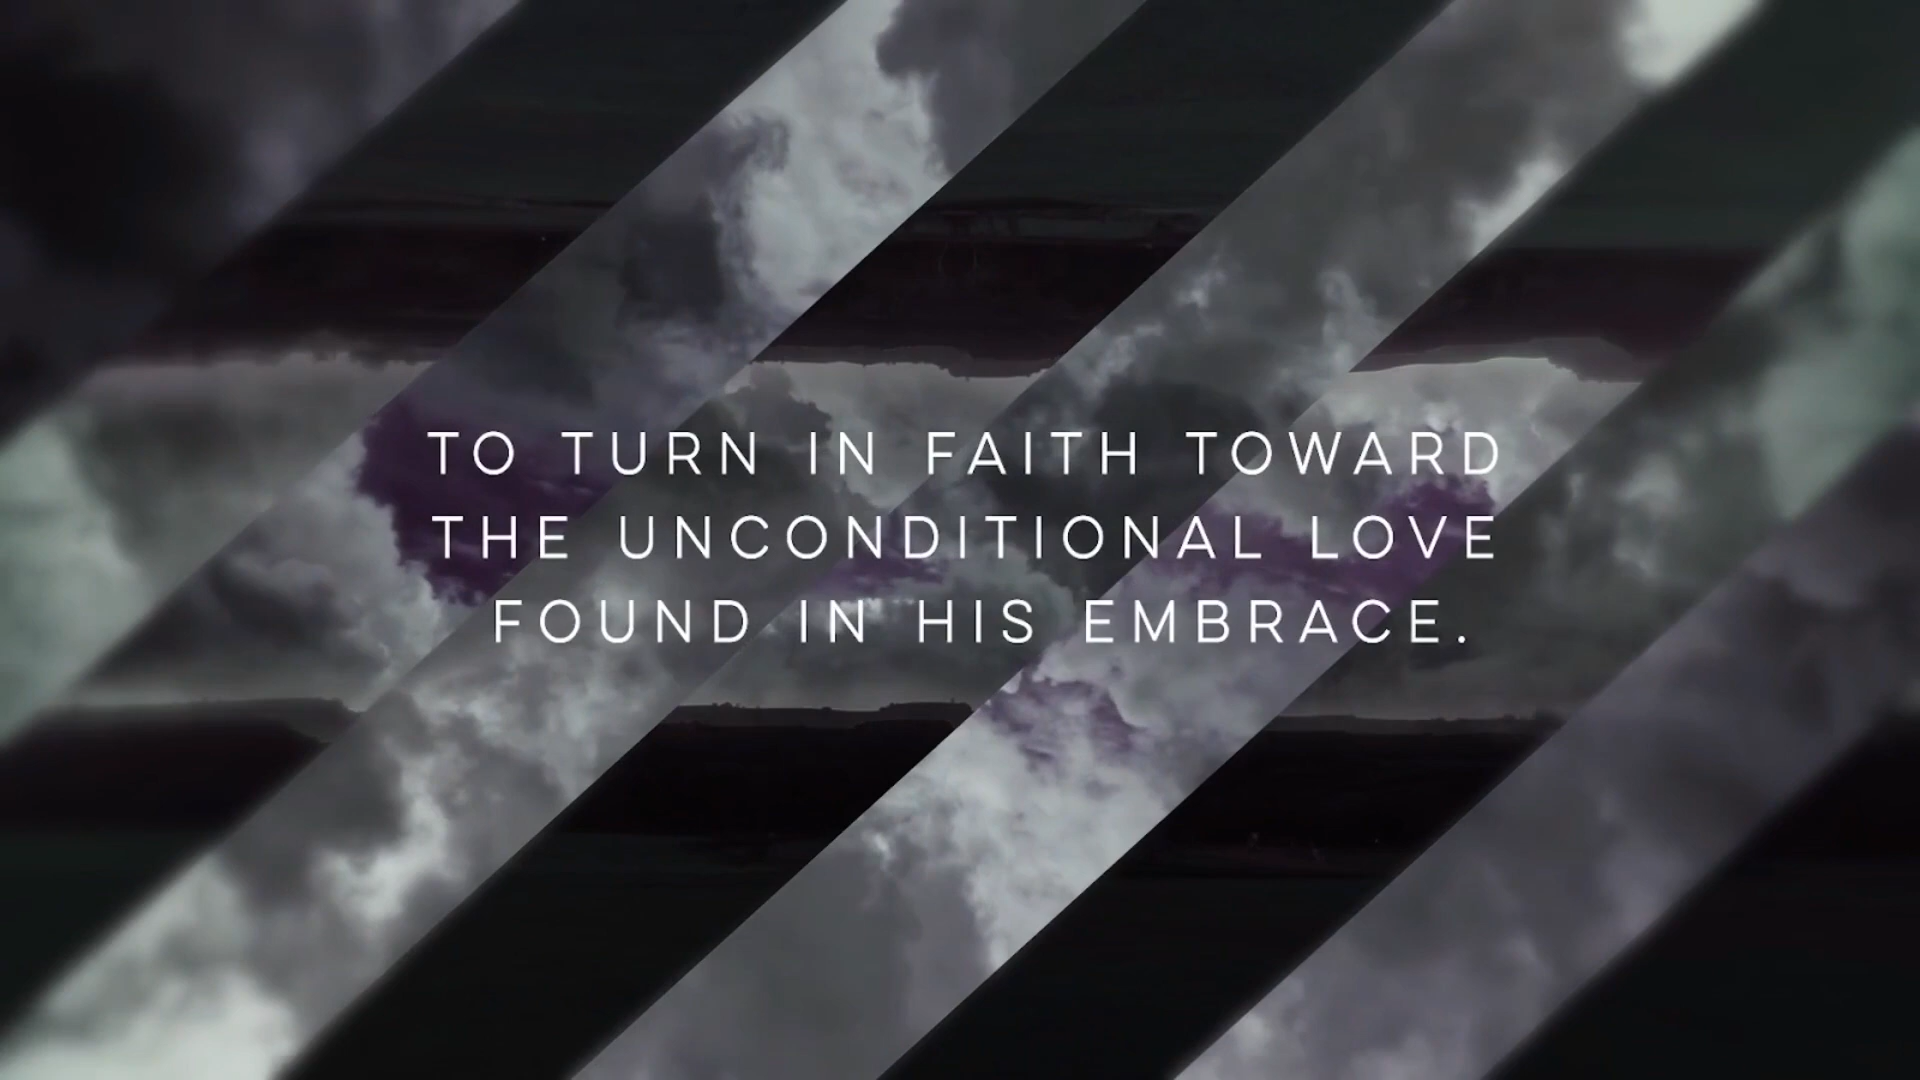 TO TURN IN FAITH TOWARD
THE UNCONDITIONAL LOVE
FOUND IN HIS EMBRACE.